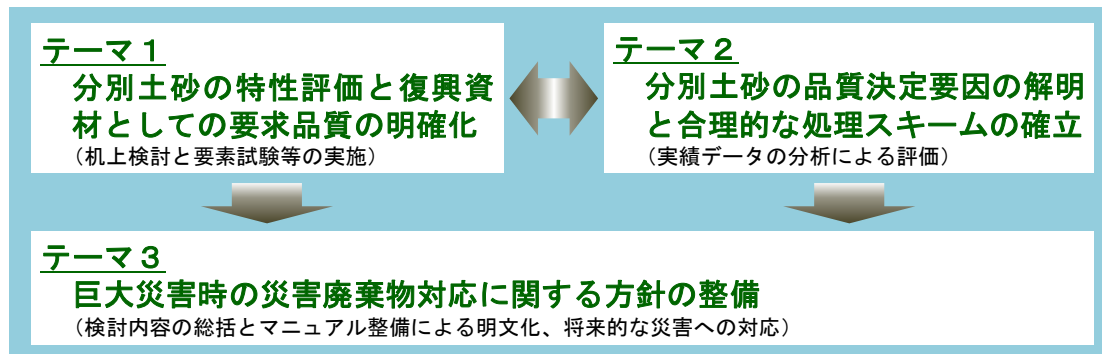 テーマ１
分別土砂の特性評価と復興資
材としての要求品質の明確化
（机上検討と要素試験等の実施）
テーマ２
分別土砂の品質決定要因の解明
と合理的な処理スキームの確立
（実績データの分析による評価）
テーマ３
巨大災害時の災害廃棄物対応に関する方針の整備
（検討内容の総括とマニュアル整備による明文化、将来的な災害への対応）